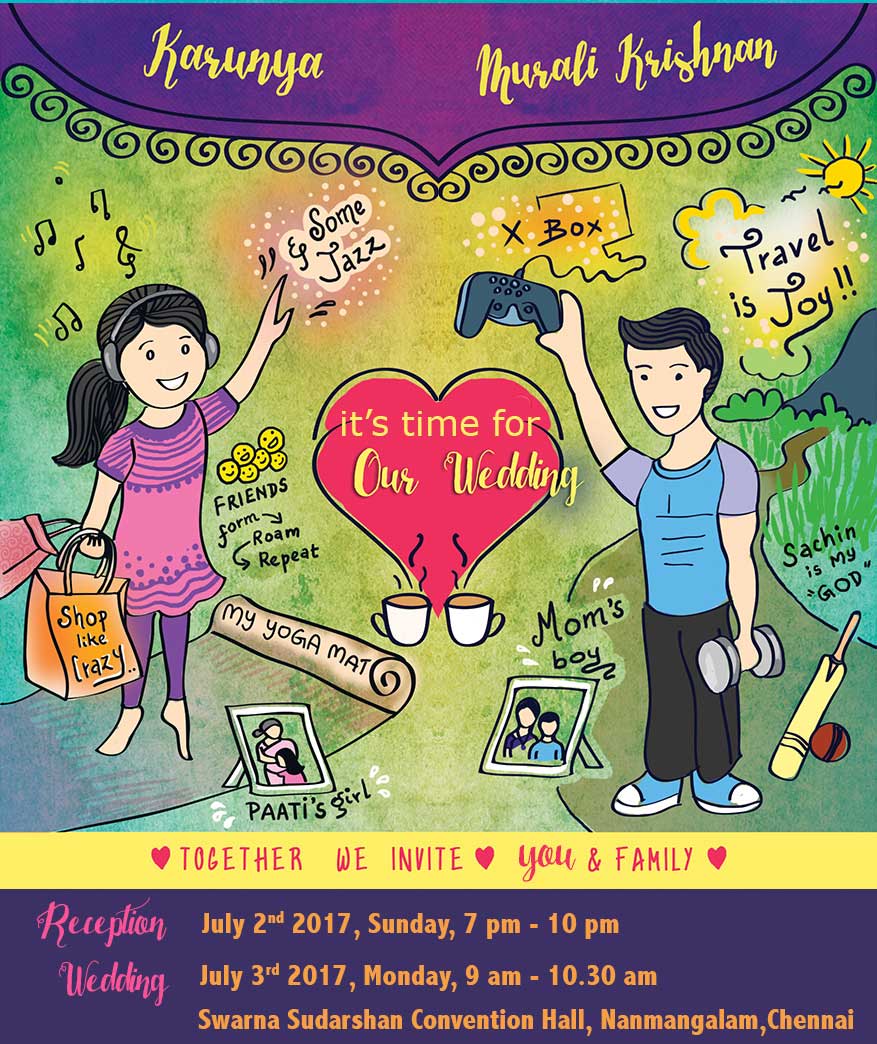 Karunya
Murali Krishnan
& Some
Jazz
X BOX
Travel
is Joy!!
it's time for
Our Wedding
FRIENDS
form
Roam
Repeat
Sachin
is my
"GOD"
Shop
like
Crazy..
MY YOGA MAT
Mom's
boy
PAATI's girl
TOGETHER WE INVITE YOU & FAMILY
Reception
July 2nd 2017, Sunday, 7 pm - 10 pm
Wedding
July 3rd 2017, Monday, 9 am - 10.30 am
Swarna Sudarshan Convention Hall, Nanmangalam,Chennai